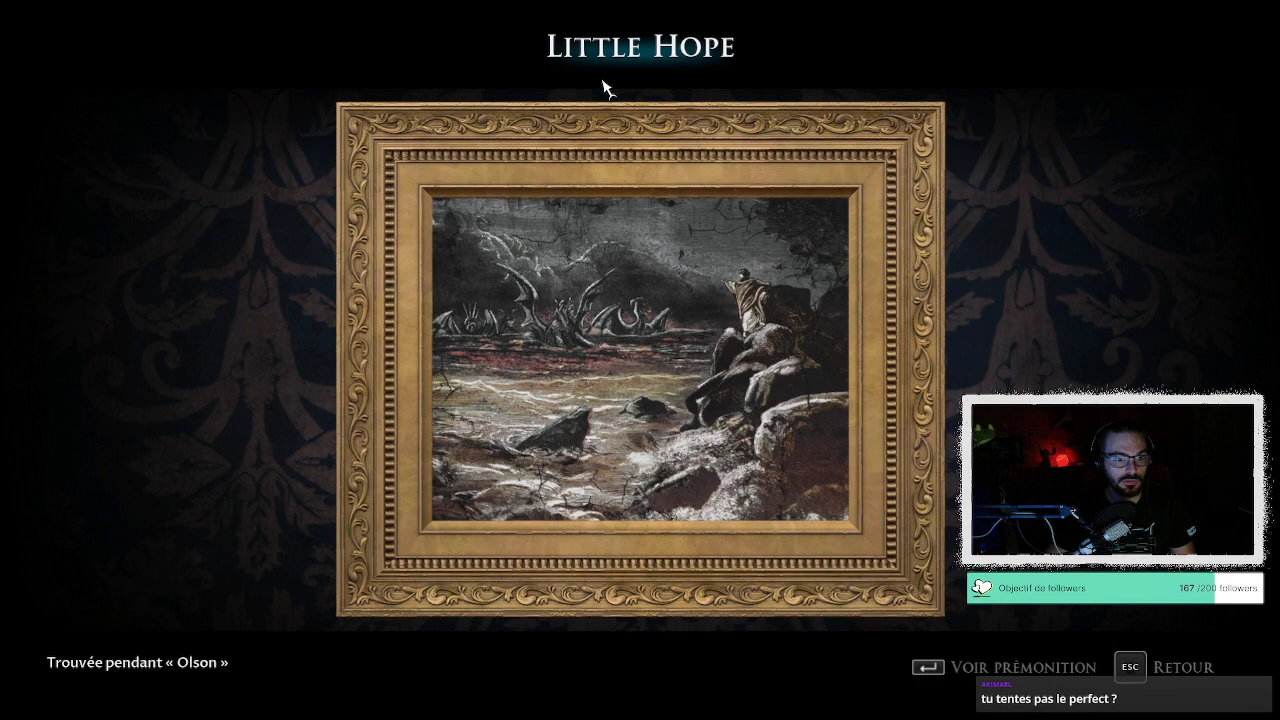 Little Hope
Objectif de followers 167 /200 followers
Trouvée pendant « Olson »
Voir prémonition ESC Retour
AKIMAEL
tu tentes pas le perfect ?